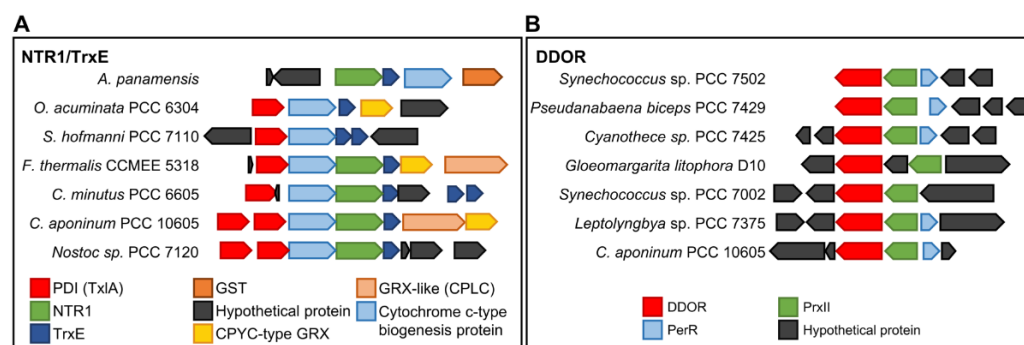 A
NTR1/TrxE
A. panamensis
O. acuminata PCC 6304
S. hofmanni PCC 7110
F. thermalis CCMEE 5318
C. minutus PCC 6605
C. aponinum PCC 10605
Nostoc sp. PCC 7120
PDI (TxlA)
NTR1
TrxE
GST
Hypothetical protein
CPYC-type GRX
GRX-like (CPLC)
Cytochrome c-type
biogenesis protein
B
DDOR
Synechococcus sp. PCC 7502
Pseudanabaena biceps PCC 7429
Cyanothece sp. PCC 7425
Gloeomargarita litophora D10
Synechococcus sp. PCC 7002
Leptolyngbya sp. PCC 7375
C. aponinum PCC 10605
DDOR
PerR
PrxII
Hypothetical protein